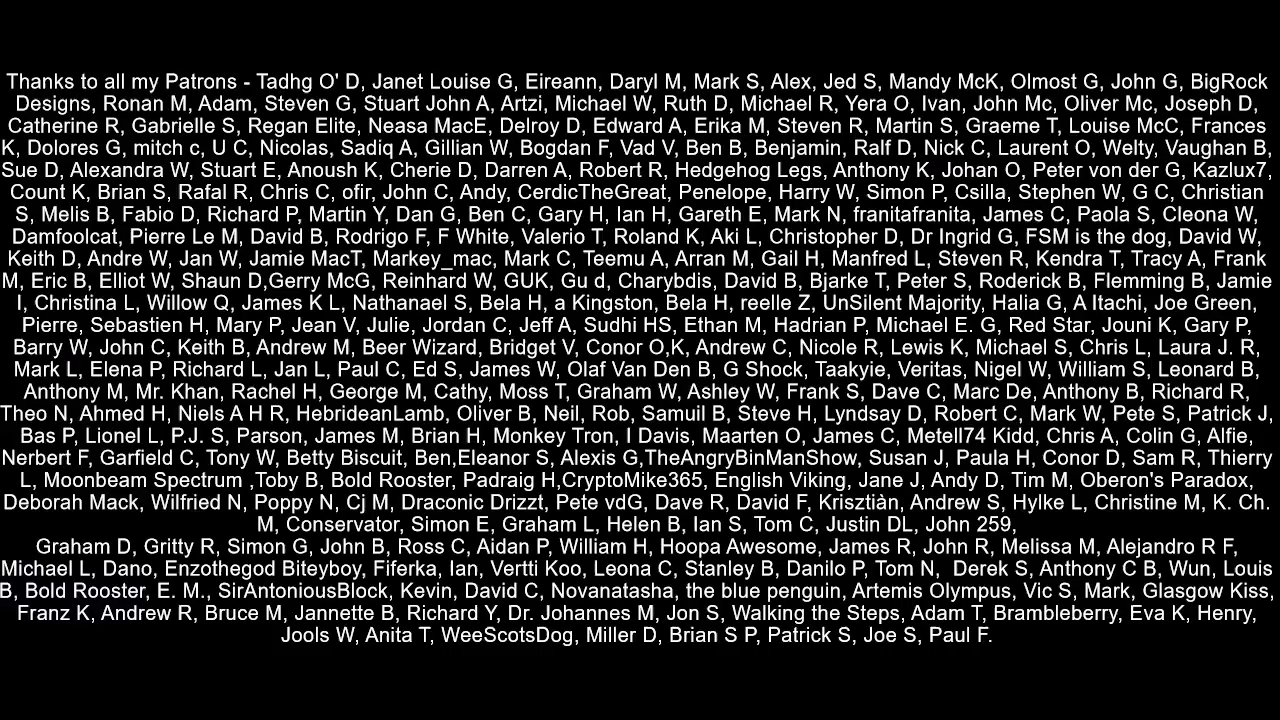 Thanks to all my Patrons - Tadhg O' D, Janet Louise G, Eireann, Daryl M, Mark S, Alex, Jed S, Mandy McK, Olmost G, John G, BigRock
Designs, Ronan M, Adam, Steven G, Stuart John A, Artzi, Michael W, Ruth D, Michael R, Yera O, Ivan, John Mc, Oliver Mc, Joseph D,
Catherine R, Gabrielle S, Regan Elite, Neasa MacE, Delroy D, Edward A, Erika M, Steven R, Martin S, Graeme T, Louise McC, Frances
K, Dolores G, mitch c, U C, Nicolas, Sadiq A, Gillian W, Bogdan F, Vad V, Ben B, Benjamin, Ralf D, Nick C, Laurent O, Welty, Vaughan B,
Sue D, Alexandra W, Stuart E, Anoush K, Cherie D, Darren A, Robert R, Hedgehog Legs, Anthony K, Johan O, Peter von der G, Kazlux7,
Count K, Brian S, Rafal R, Chris C, ofir, John C, Andy, CerdicTheGreat, Penelope, Harry W, Simon P, Csilla, Stephen W, G C, Christian
S, Melis B, Fabio D, Richard P, Martin Y, Dan G, Ben C, Gary H, Ian H, Gareth E, Mark N, franitafranita, James C, Paola S, Cleona W,
Damfoolcat, Pierre Le M, David B, Rodrigo F, F White, Valerio T, Roland K, Aki L, Christopher D, Dr Ingrid G, FSM is the dog, David W,
Keith D, Andre W, Jan W, Jamie MacT, Markey_mac, Mark C, Teemu A, Arran M, Gail H, Manfred L, Steven R, Kendra T, Tracy A, Frank
M, Eric B, Elliot W, Shaun D,Gerry McG, Reinhard W, GUK, Gu d, Charybdis, David B, Bjarke T, Peter S, Roderick B, Flemming B, Jamie
I, Christina L, Willow Q, James K L, Nathanael S, Bela H, a Kingston, Bela H, reelle Z, UnSilent Majority, Halia G, A Itachi, Joe Green,
Pierre, Sebastien H, Mary P, Jean V, Julie, Jordan C, Jeff A, Sudhi HS, Ethan M, Hadrian P, Michael E. G, Red Star, Jouni K, Gary P,
Barry W, John C, Keith B, Andrew M, Beer Wizard, Bridget V, Conor O,K, Andrew C, Nicole R, Lewis K, Michael S, Chris L, Laura J. R,
Mark L, Elena P, Richard L, Jan L, Paul C, Ed S, James W, Olaf Van Den B, G Shock, Taakyie, Veritas, Nigel W, William S, Leonard B,
Anthony M, Mr. Khan, Rachel H, George M, Cathy, Moss T, Graham W, Ashley W, Frank S, Dave C, Marc De, Anthony B, Richard R,
Theo N, Ahmed H, Niels A H R, HebrideanLamb, Oliver B, Neil, Rob, Samuil B, Steve H, Lyndsay D, Robert C, Mark W, Pete S, Patrick J,
Bas P, Lionel L, P.J. S, Parson, James M, Brian H, Monkey Tron, I Davis, Maarten O, James C, Metell74 Kidd, Chris A, Colin G, Alfie,
Nerbert F, Garfield C, Tony W, Betty Biscuit, Ben,Eleanor S, Alexis G,TheAngryBinManShow, Susan J, Paula H, Conor D, Sam R, Thierry
L, Moonbeam Spectrum ,Toby B, Bold Rooster, Padraig H,CryptoMike365, English Viking, Jane J, Andy D, Tim M, Oberon's Paradox,
Deborah Mack, Wilfried N, Poppy N, Cj M, Draconic Drizzt, Pete vdG, Dave R, David F, Krisztiàn, Andrew S, Hylke L, Christine M, K. Ch.
M, Conservator, Simon E, Graham L, Helen B, Ian S, Tom C, Justin DL, John 259,
Graham D, Gritty R, Simon G, John B, Ross C, Aidan P, William H, Hoopa Awesome, James R, John R, Melissa M, Alejandro R F,
Michael L, Dano, Enzothegod Biteyboy, Fiferka, Ian, Vertti Koo, Leona C, Stanley B, Danilo P, Tom N, Derek S, Anthony C B, Wun, Louis
B, Bold Rooster, E. M., SirAntoniousBlock, Kevin, David C, Novanatasha, the blue penguin, Artemis Olympus, Vic S, Mark, Glasgow Kiss,
Franz K, Andrew R, Bruce M, Jannette B, Richard Y, Dr. Johannes M, Jon S, Walking the Steps, Adam T, Brambleberry, Eva K, Henry,
Jools W, Anita T, WeeScotsDog, Miller D, Brian S P, Patrick S, Joe S, Paul F.